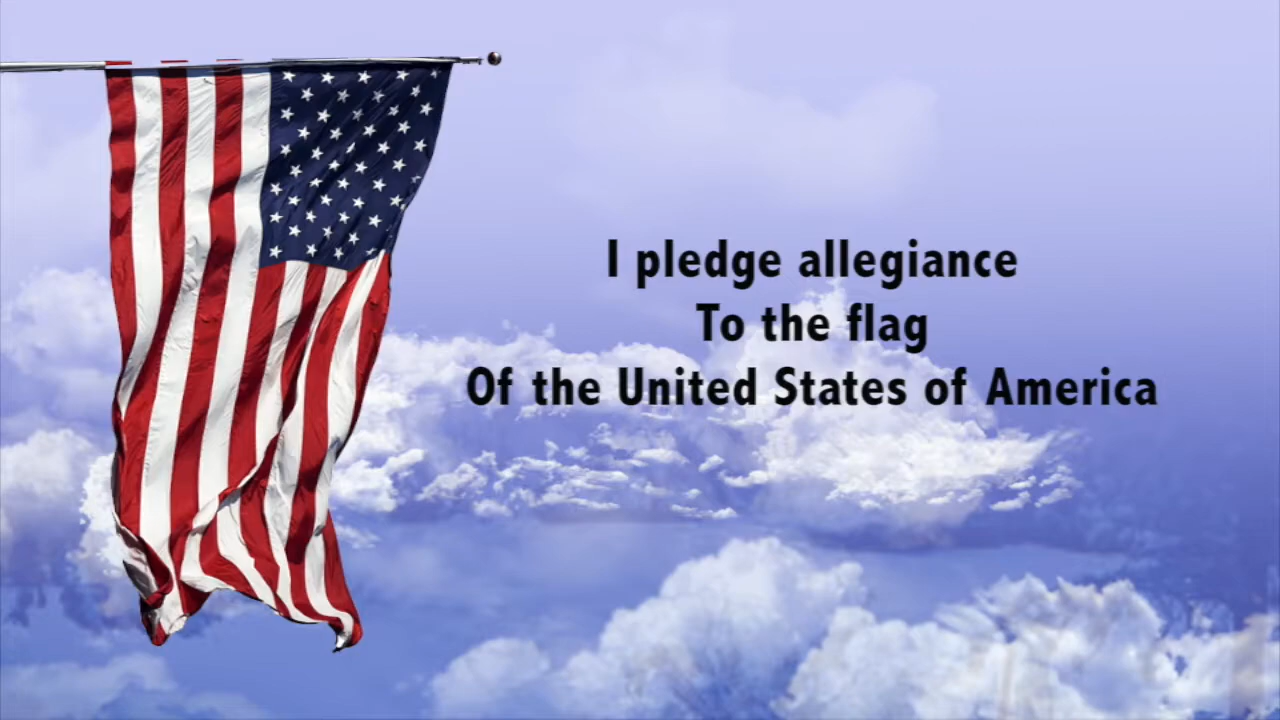 I pledge allegiance
To the flag
Of the United States of America